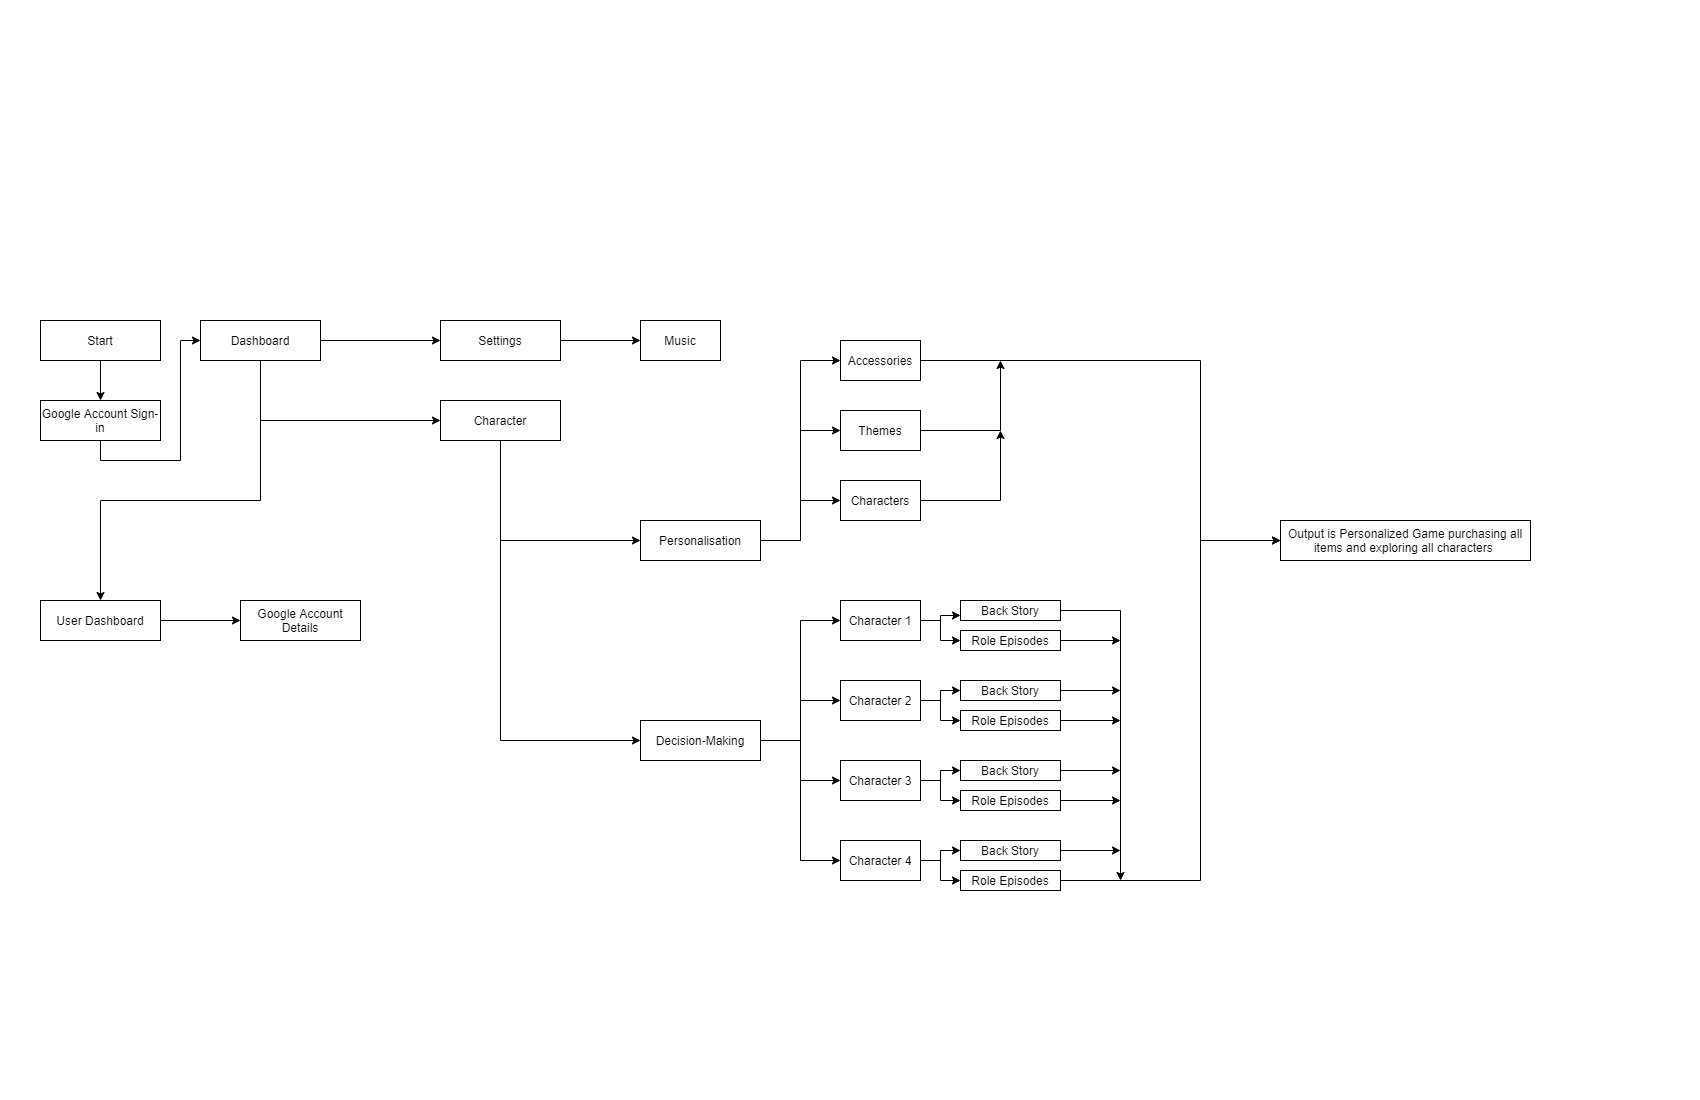 Start
Dashboard
Settings
Music
Google Account Sign-
in
Character
Accessories
Themes
Characters
Personalisation
Output is Personalized Game purchasing all
items and exploring all characters
User Dashboard
Google Account
Details
Character 1
Back Story
Role Episodes
Character 2
Back Story
Role Episodes
Decision-Making
Character 3
Back Story
Role Episodes
Character 4
Back Story
Role Episodes